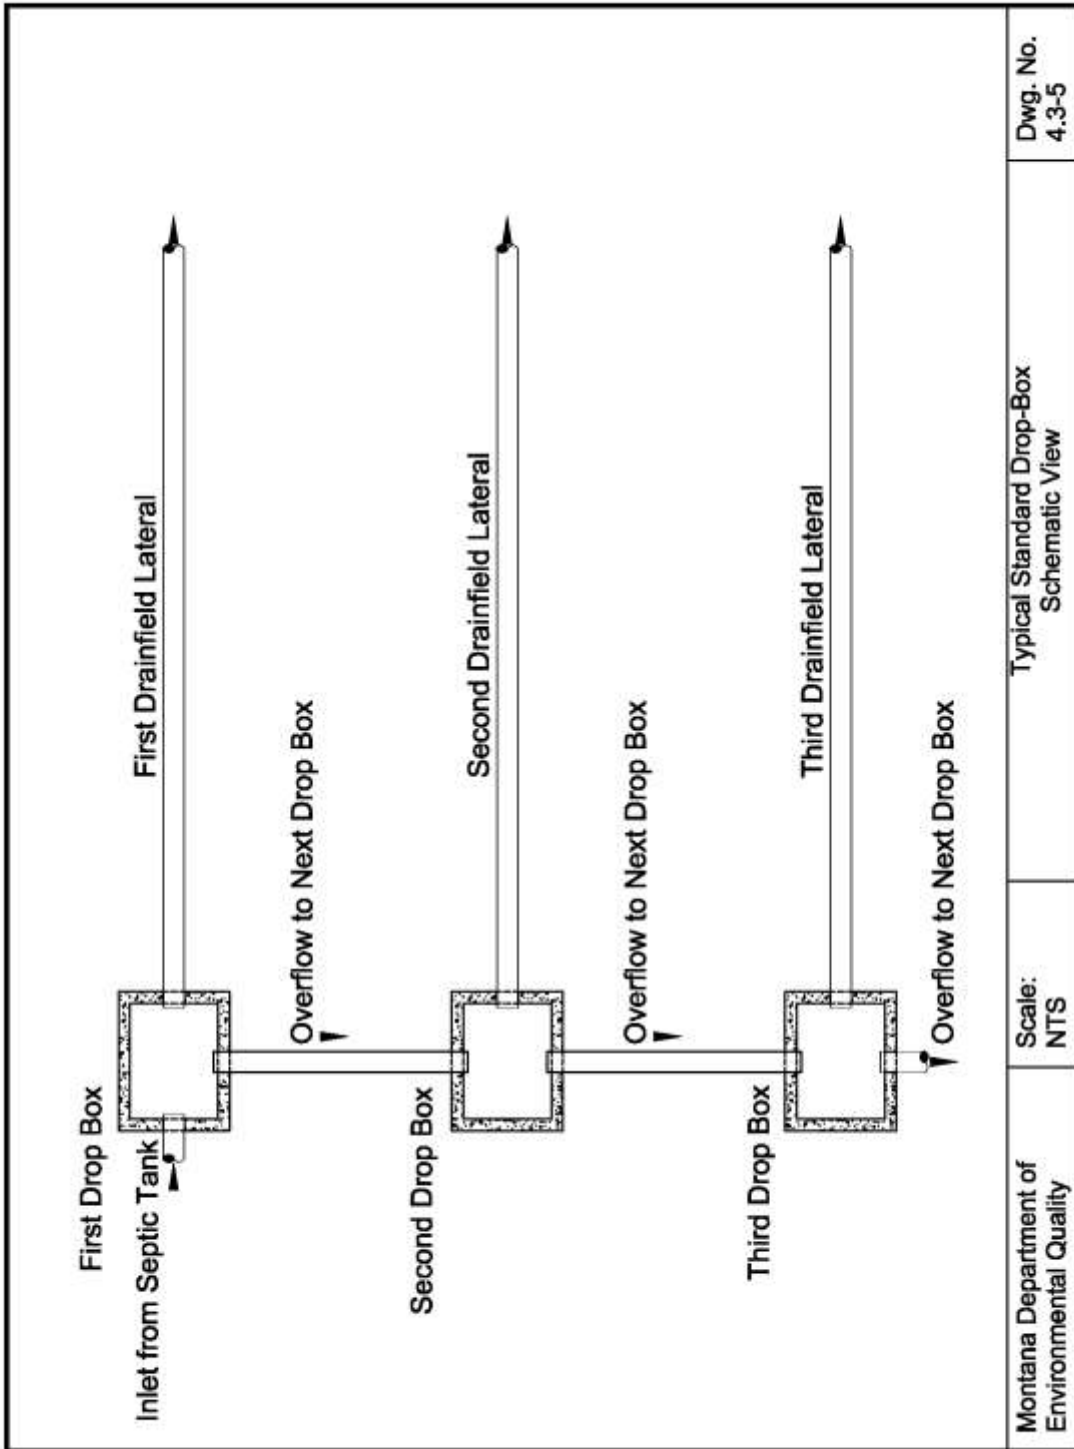 First Drop Box
Inlet from Septic Tank
First Drainfield Lateral
Overflow to Next Drop Box
Second Drop Box
Second Drainfield Lateral
Overflow to Next Drop Box
Third Drop Box
Third Drainfield Lateral
Overflow to Next Drop Box
Montana Department of
Environmental Quality
Scale:
NTS
Typical Standard Drop-Box
Schematic View
Dwg. No.
4.3-5